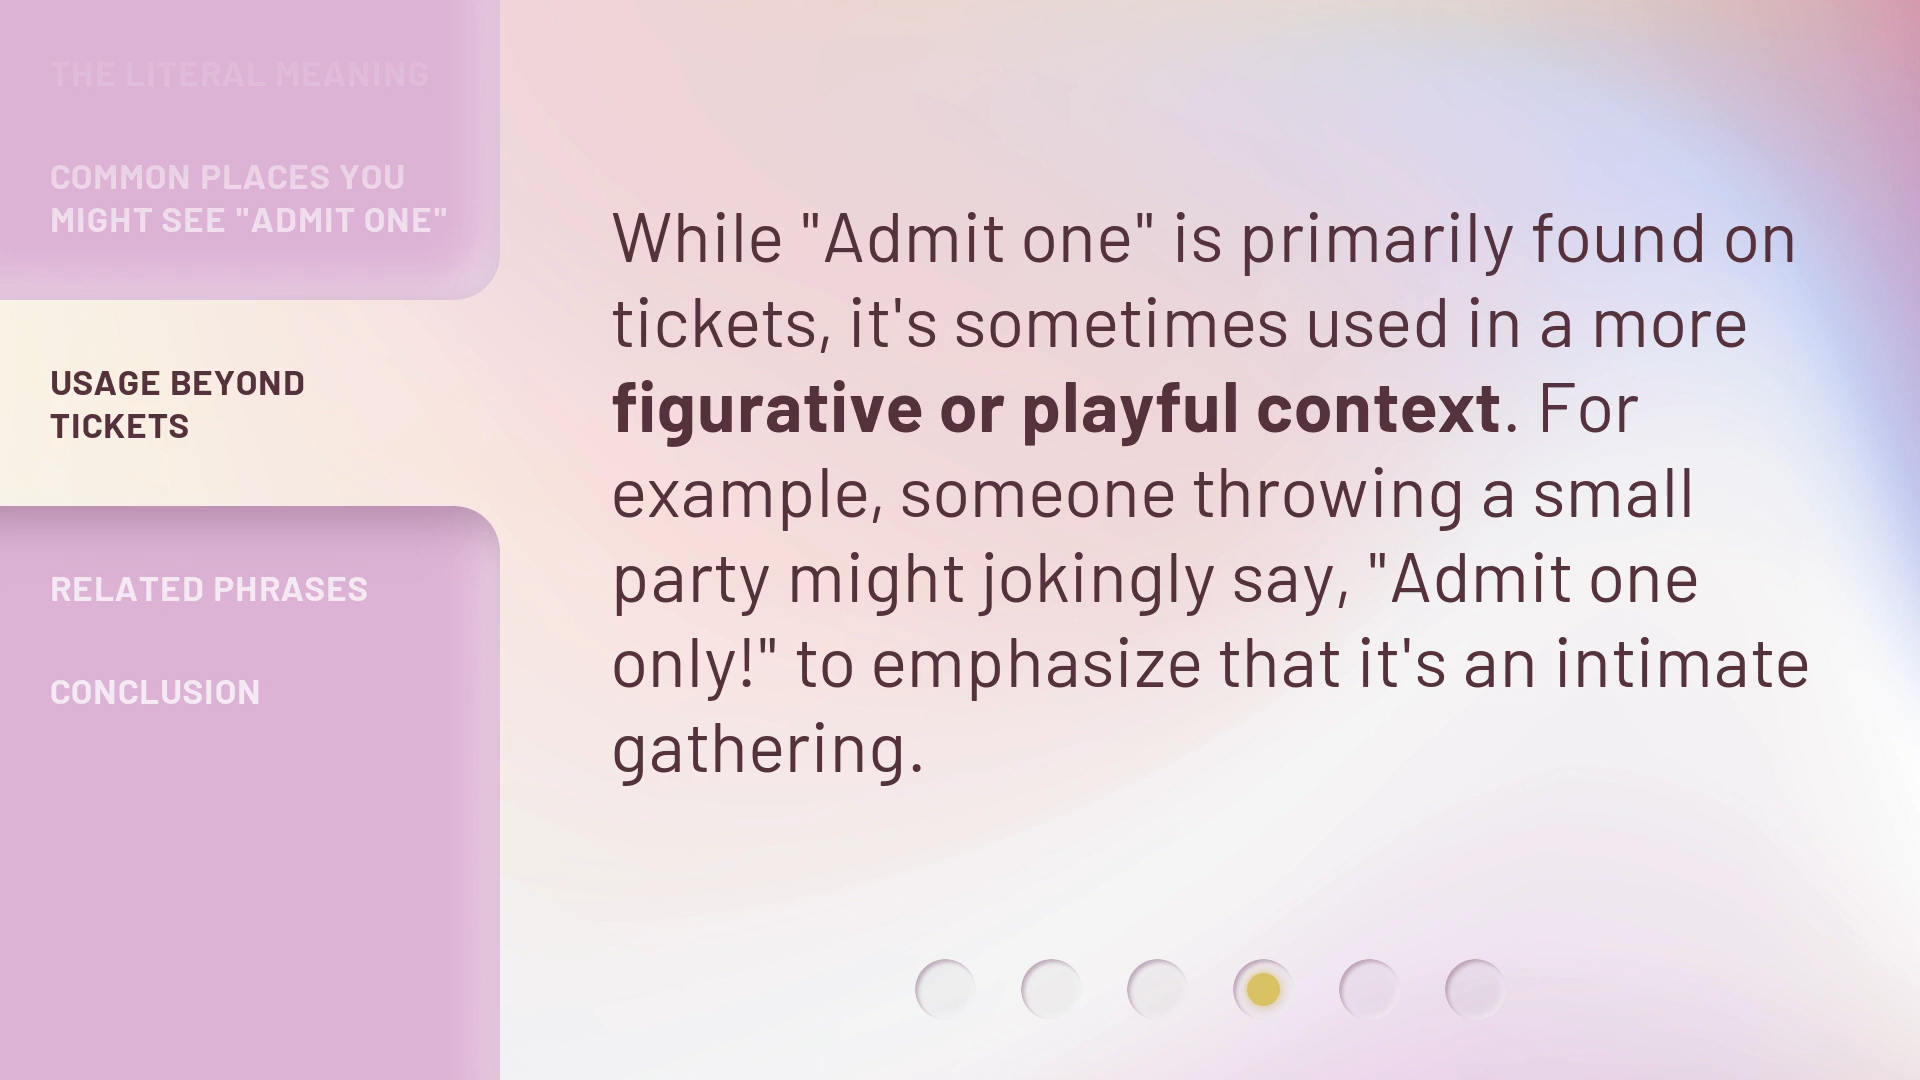 THE LITERAL MEANING
COMMON PLACES YOU
MIGHT SEE "ADMIT ONE"
USAGE BEYOND
TICKETS
RELATED PHRASES
CONCLUSION
While "Admit one" is primarily found on
tickets, it's sometimes used in a more
figurative or playful context. For
example, someone throwing a small
party might jokingly say, "Admit one
only!" to emphasize that it's an intimate
gathering.